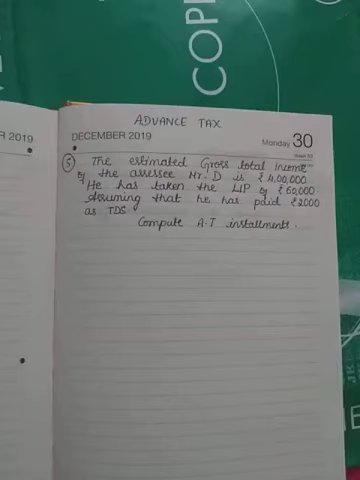 COPI
ADVANCE TAX
R 2019
DECEMBER 2019
Monday 30
⑤ The estimated Gross total Income
of the assessee Mr. D is ₹ 4,00,000.
He has taken the LIP of ₹ 60,000.
Assuming that he has paid ₹2000
as TDS.
Compute A.T installments.